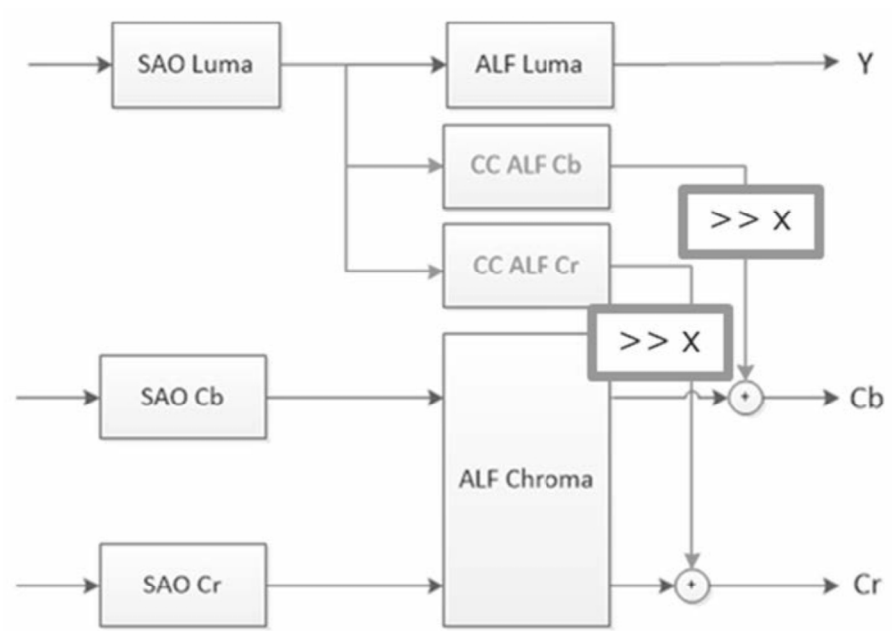 SAO Luma
ALF Luma
Y
CC ALF Cb
>> x
CC ALF Cr
>> x
SAO Cb
+
Cb
ALF Chroma
SAO Cr
+
Cr